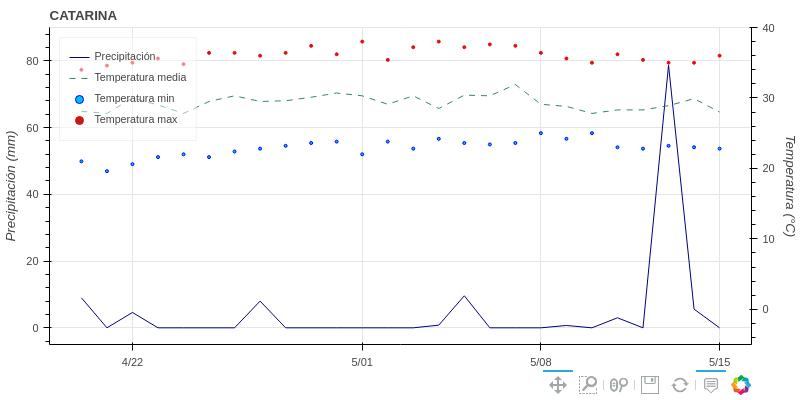 CATARINA
Precipitación
Temperatura media
Temperatura min
Temperatura max
Precipitación (mm)
80
60
40
20
0
Temperatura (°C)
40
30
20
10
0
4/22
5/01
5/08
5/15